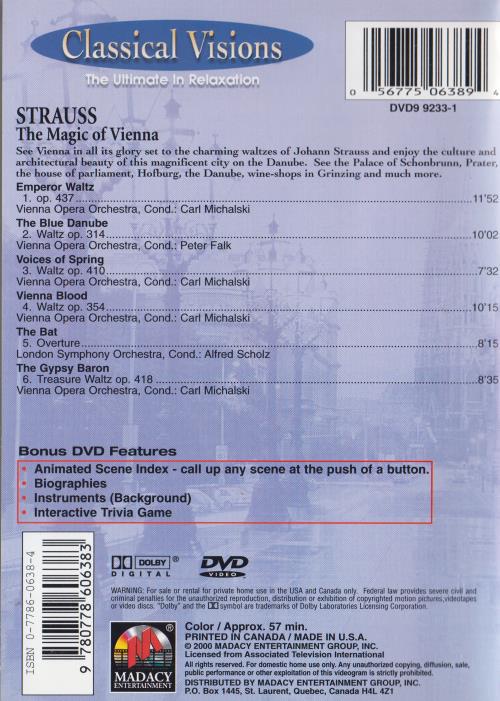 Classical Visions
The Ultimate In Relaxation
0 56775 06389 4
DVD9 9233-1
STRAUSS
The Magic of Vienna
See Vienna in all its glory set to the charming waltzes of Johann Strauss and enjoy the culture and
architectural beauty of this magnificent city on the Danube. See the Palace of Schonbrunn, Prater,
the house of parliament, Hofburg, the Danube, wine-shops in Grinzing and much more.
Emperor Waltz
1. op. 437 11'52
Vienna Opera Orchestra, Cond.: Carl Michalski
The Blue Danube
2. Waltz op. 314 10'02
Vienna Opera Orchestra, Cond.: Peter Falk
Voices of Spring
3. Waltz op. 410 7'32
Vienna Opera Orchestra, Cond.: Carl Michalski
Vienna Blood
4. Waltz op. 354 10'15
Vienna Opera Orchestra, Cond.: Carl Michalski
The Bat
5. Overture 8'15
London Symphony Orchestra, Cond.: Alfred Scholz
The Gypsy Baron
6. Treasure Waltz op. 418 8'35
Vienna Opera Orchestra, Cond.: Carl Michalski
Bonus DVD Features
• Animated Scene Index - call up any scene at the push of a button.
• Biographies
• Instruments (Background)
• Interactive Trivia Game
ISBN 0-7786-0638-4
9 780778 606383
DOLBY ®
DIGITAL
DVD
VIDEO
WARNING: For sale or rental for private home use in the USA and Canada only. Federal law provides severe civil and
criminal penalties for the unauthorized reproduction, distribution or exhibition of copyrighted motion pictures,videotapes
or video discs. "Dolby" and the symbol are trademarks of Dolby Laboratories Licensing Corporation.
MADACY
ENTERTAINMENT
Color / Approx. 57 min.
PRINTED IN CANADA / MADE IN U.S.A.
© 2000 MADACY ENTERTAINMENT GROUP, INC.
Licensed from Associated Television International
All rights reserved. For domestic home use only. Any unauthorized copying, diffusion, sale,
public performance or other exploitation of this videogram is strictly prohibited.
DISTRIBUTED BY MADACY ENTERTAINMENT GROUP, INC.
P.O. Box 1445, St. Laurent, Quebec, Canada H4L 4Z1